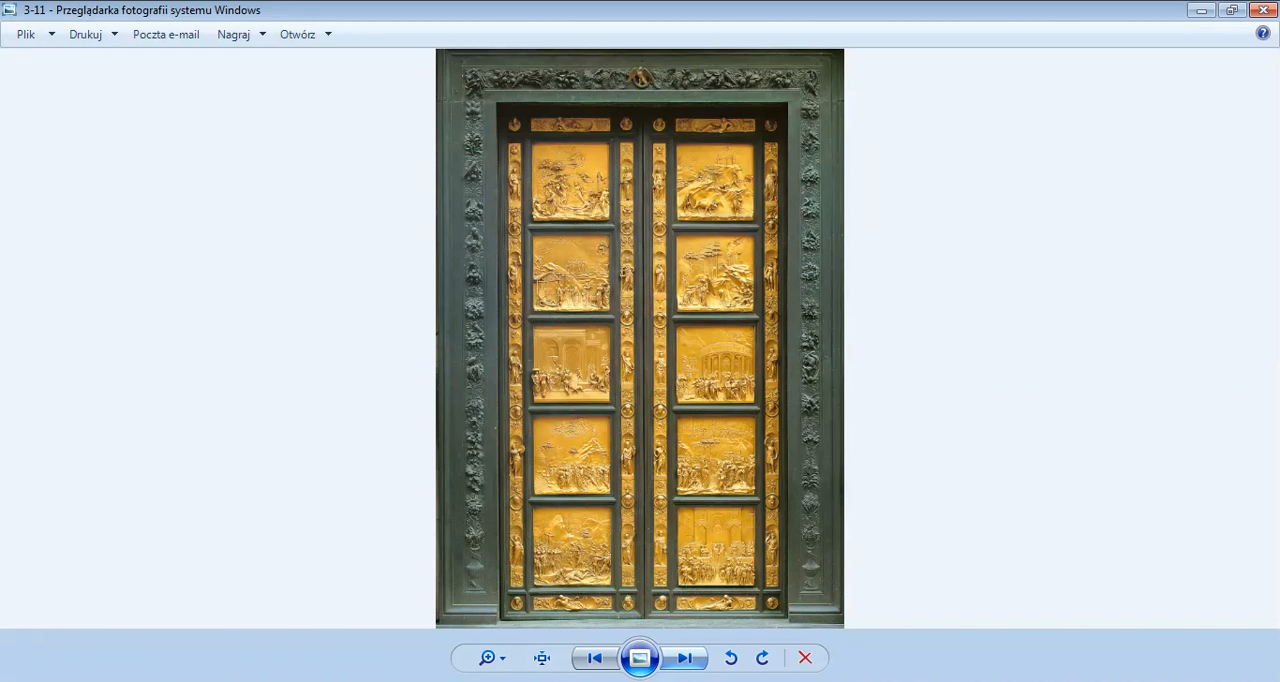 3-11 - Przeglądarka fotografii systemu Windows
Plik Drukuj Poczta e-mail Nagraj Otwórz